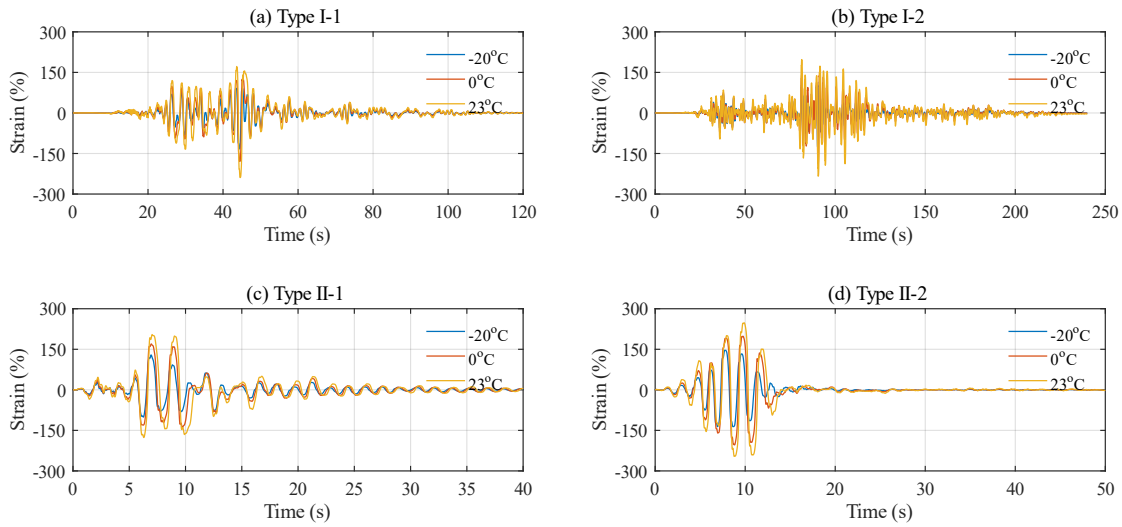 (a) Type I-1
300
150
0
-150
-300
Strain (%)
-20°C
0°C
23°C
0 20 40 60 80 100 120
Time (s)
(b) Type I-2
300
150
0
-150
-300
Strain (%)
-20°C
0°C
23°C
0 50 100 150 200 250
Time (s)
(c) Type II-1
300
150
0
-150
-300
Strain (%)
-20°C
0°C
23°C
0 5 10 15 20 25 30 35 40
Time (s)
(d) Type II-2
300
150
0
-150
-300
Strain (%)
-20°C
0°C
23°C
0 10 20 30 40 50
Time (s)